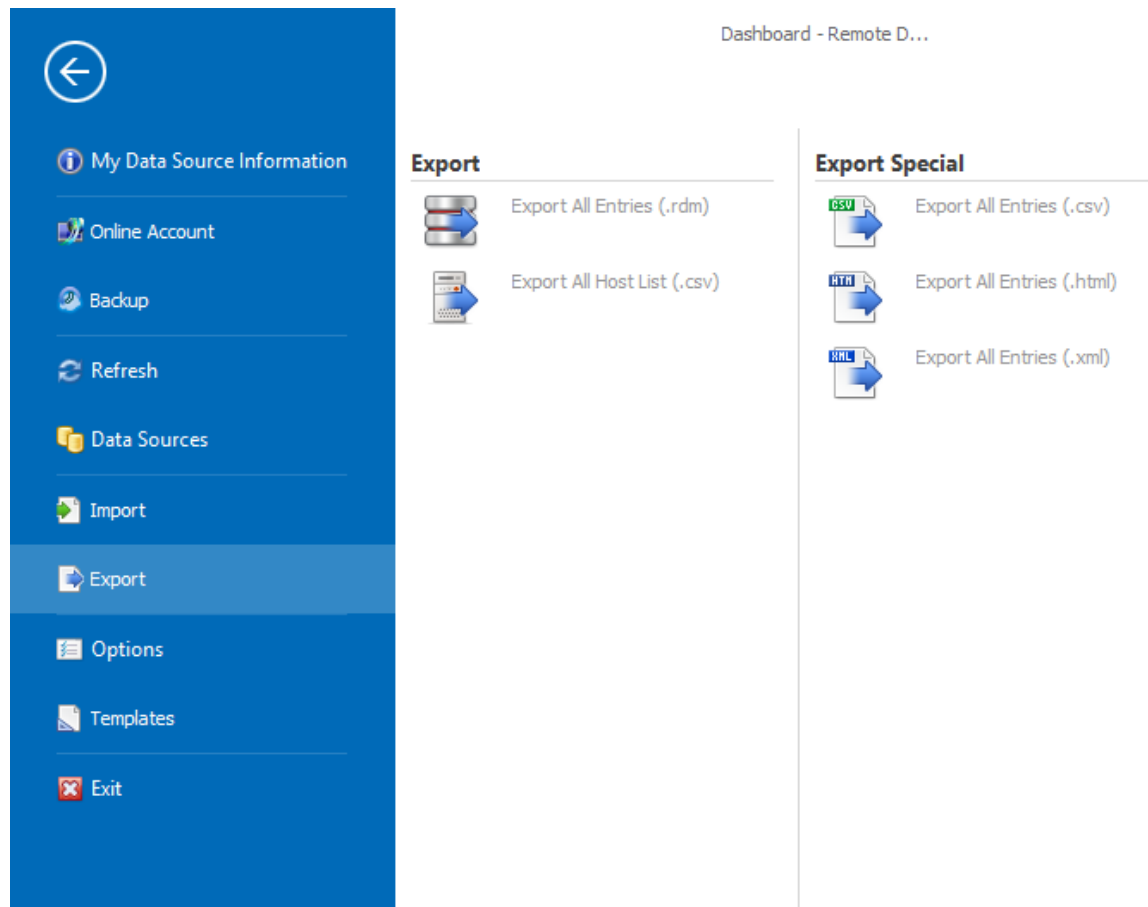 Dashboard - Remote D...
My Data Source Information
Online Account
Backup
Refresh
Data Sources
Import
Export
Options
Templates
Exit
Export
Export All Entries (.rdm)
Export All Host List (.csv)
Export Special
CSV
Export All Entries (.csv)
HTM
Export All Entries (.html)
XML
Export All Entries (.xml)